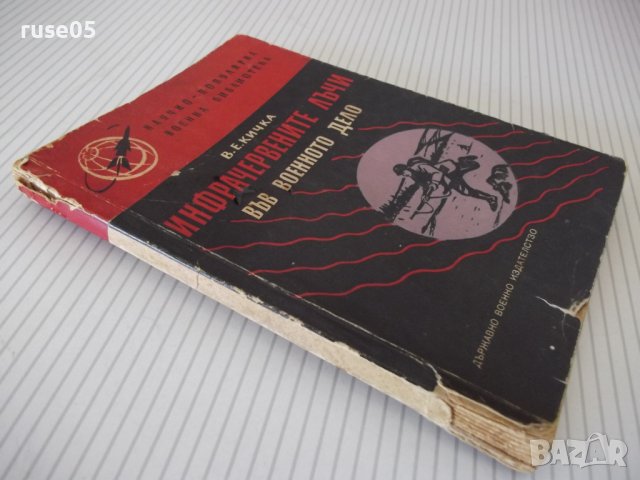 ruse05
НАУЧНО-ПОПУЛЯРНА
ВОЕННА БИБЛИОТЕКА
В. Е. КИЧКА
ИНФРАЧЕРВЕНИТЕ ЛЪЧИ
ВЪВ ВОЕННОТО ДЕЛО
ДЪРЖАВНО ВОЕННО ИЗДАТЕЛСТВО
BAZAR